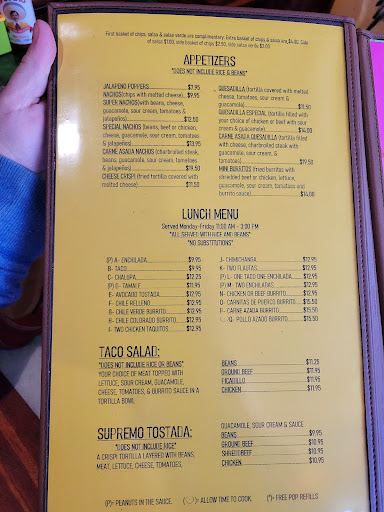 First basket of chips, salsa & salsa verde are complimentary. Extra basket of chips & salsa are $4.00. Side
of salsa $1.00, side basket of chips $2.50, side salsa verde $2.00
APPETIZERS
"DOES NOT INCLUDE RICE & BEANS"
JALAPENO POPPERS $7.95
NACHOS(chips with melted cheese) $9.95
SUPER NACHOS(with beans, cheese,
guacamole, sour cream, tomatoes &
jalapeños) $12.50
SPECIAL NACHOS (beans, beef or chicken,
cheese, guacamole, sour cream, tomatoes
& jalapeños) $13.95
CARNE ASADA NACHOS (charbroiled steak,
beans, guacamole, sour cream, tomatoes
& jalapeños) $19.50
CHEESE CRISP (fried tortilla covered with
melted cheese) $11.50
QUESADILLA (tortilla covered with melted
cheese, tomatoes, sour cream &
guacamole) $11.50
QUESADILLA ESPECIAL (tortilla filled with
your choice of chicken or beef with sour
cream & guacamole) $14.00
CARNE ASADA QUESADILLA (tortilla filled
with cheese, charbroiled steak with
guacamole, sour cream, &
tomatoes) $19.50
MINI BURRITOS (fried burritos with
shredded beef or chicken, lettuce,
guacamole, sour cream, tomatoes and
burrito sauce) $14.00
LUNCH MENU
Served Monday-Friday 11:00 AM - 3:00 PM
"ALL SERVED WITH RICE AND BEANS"
"NO SUBSTITUTIONS"
(P) A- ENCHILADA $9.95
B- TACO $9.95
C- CHALUPA $12.25
(P) D- TAMALE $11.95
E- AVOCADO TOSTADA $12.95
F- CHILE RELLENO $12.95
G- CHILE VERDE BURRITO $12.95
H- CHILE COLORADO BURRITO $12.95
I- TWO CHICKEN TAQUITOS $12.95
J- CHIMICHANGA $12.95
K- TWO FLAUTAS $12.95
(P) L- ONE TACO ONE ENCHILADA $12.95
(P) M- TWO ENCHILADAS $12.95
N- CHICKEN OR BEEF BURRITO $12.95
O- CARNITAS DE PUERCO BURRITO $15.50
P- CARNE AZADA BURRITO $15.50
Q- POLLO AZADO BURRITO $15.50
TACO SALAD:
"DOES NOT INCLUDE RICE OR BEANS"
YOUR CHOICE OF MEAT TOPPED WITH
LETTUCE, SOUR CREAM, GUACAMOLE,
CHEESE, TOMATOES, & BURRITO SAUCE IN A
TORTILLA BOWL.
BEANS $11.25
GROUND BEEF $11.95
PICADILLO $11.95
CHICKEN $11.95
SUPREMO TOSTADA:
"DOES NOT INCLUDE RICE"
A CRISPY TORTILLA LAYERED WITH BEANS,
MEAT, LETTUCE, CHEESE, TOMATOES,
GUACAMOLE, SOUR CREAM & SAUCE
BEANS $9.95
GROUND BEEF $10.95
SHREDED BEEF $10.95
CHICKEN $10.95
(P)= PEANUTS IN THE SAUCE. = ALLOW TIME TO COOK. (*)= FREE POP REFILLS